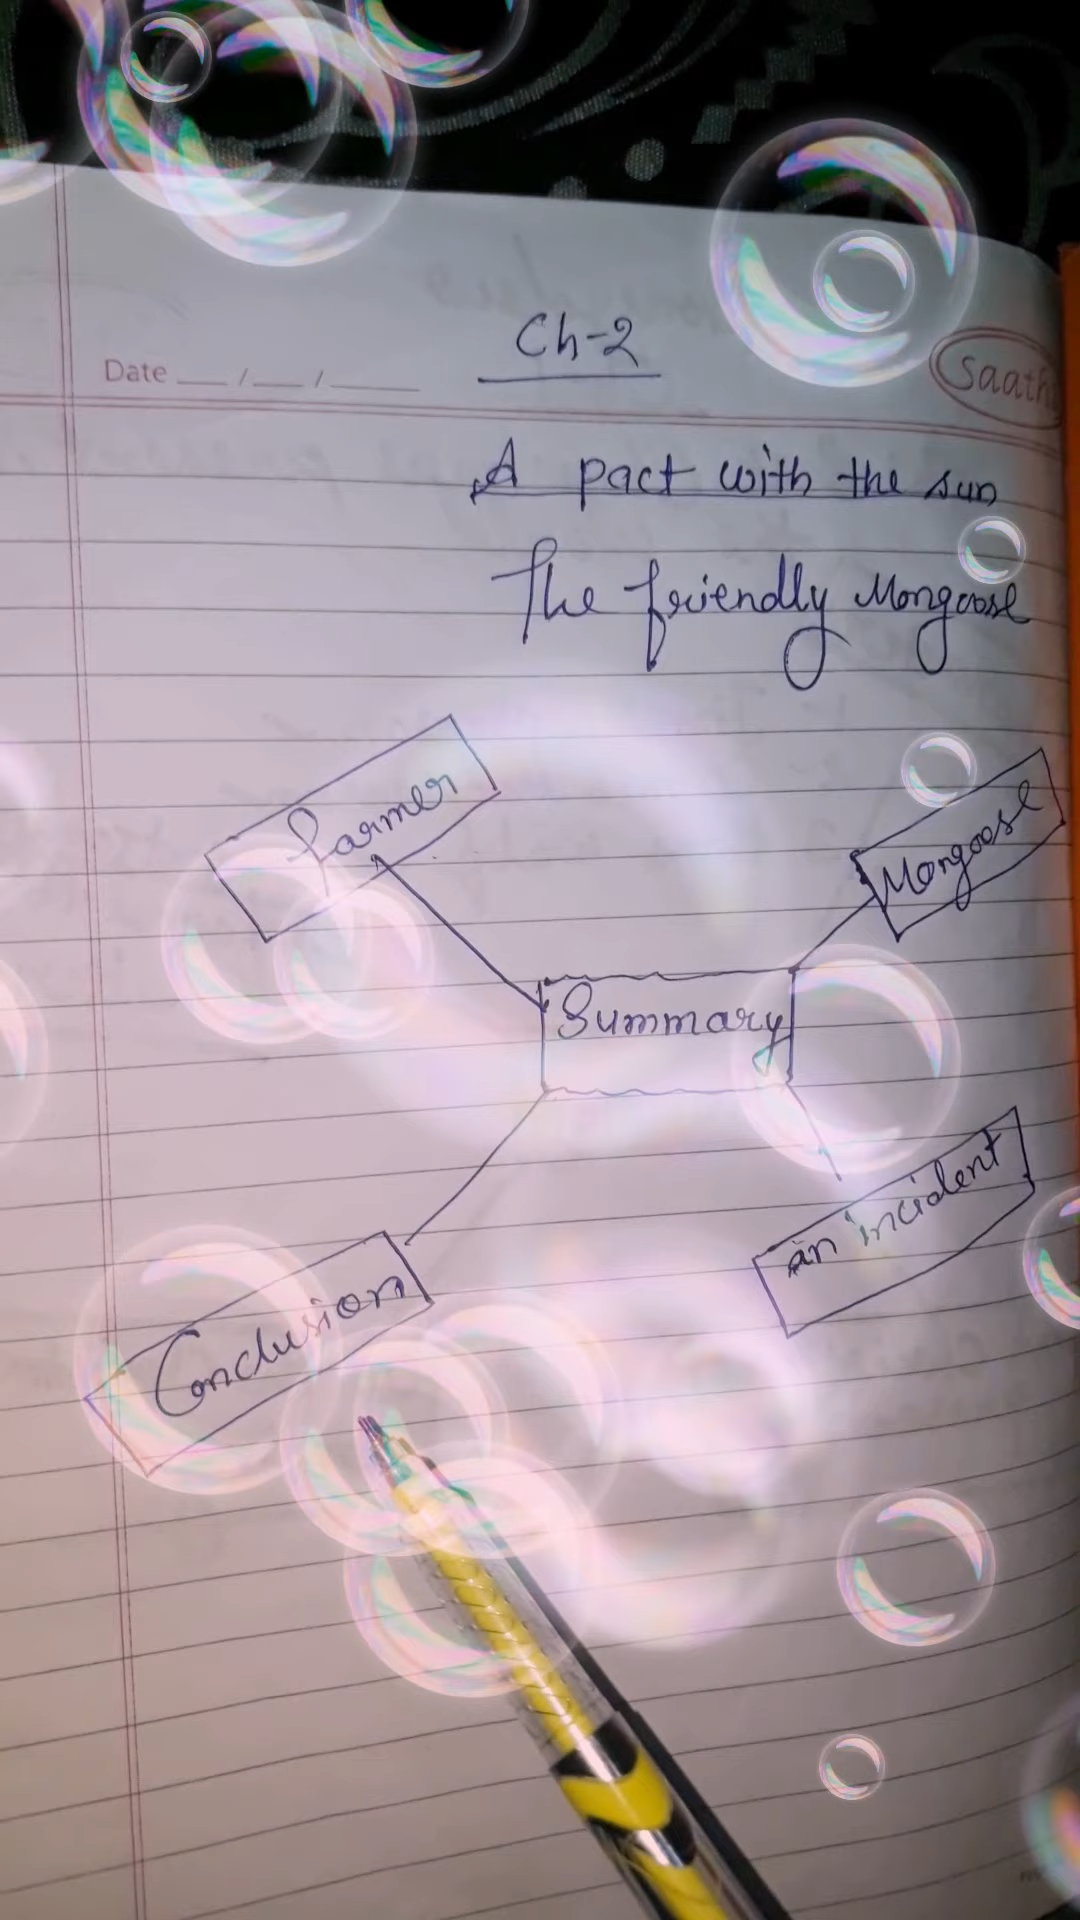 Ch-2
Date __/__/____
Saath
A pact with the sun
The friendly Mongoose
farmer
Mongoose
Summary
an incident
Conclusion